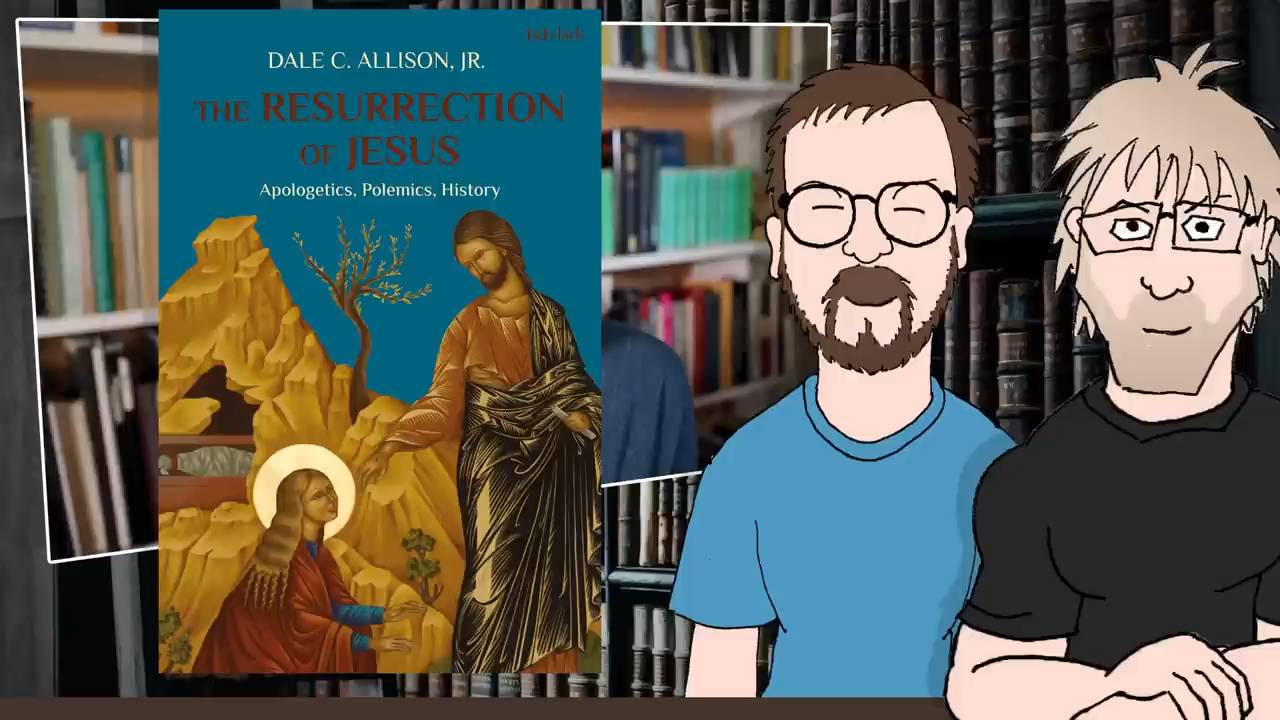 DALE C. ALLISON, JR.
THE RESURRECTION
OF JESUS
Apologetics, Polemics, History